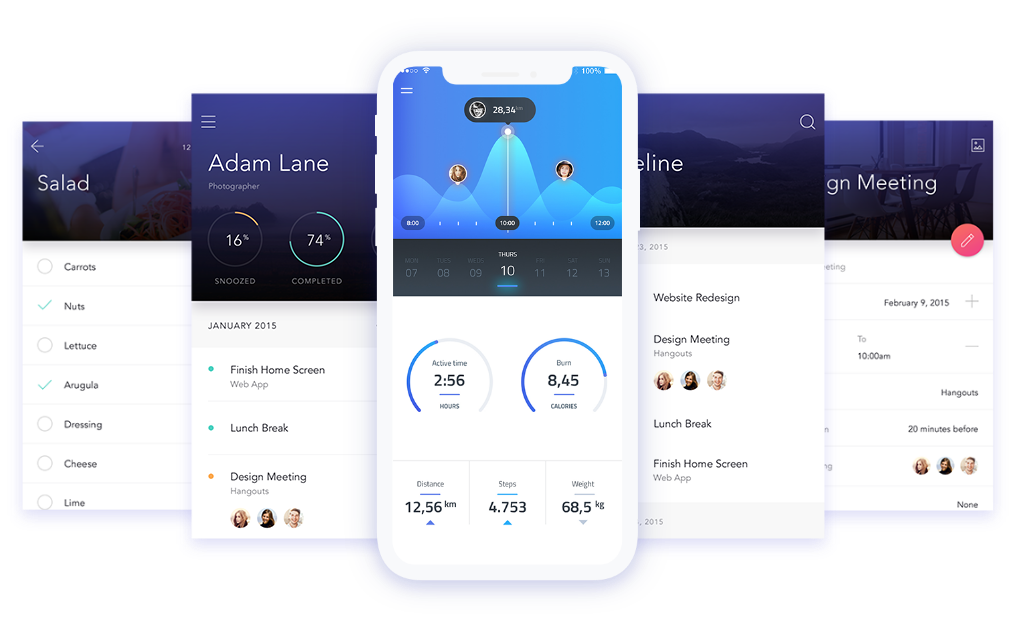 12
Salad
Carrots
Nuts
Lettuce
Arugula
Dressing
Cheese
Lime
Adam Lane
Photographer
16%
SNOOZED
74%
COMPLETED
JANUARY 2015
Finish Home Screen
Web App
Lunch Break
Design Meeting
Hangouts
100%
28,34 km
8:00
10:00
12:00
MON TUES WEDS THURS FRI SAT SUN
07 08 09 10 11 12 13
Active time
2:56
HOURS
Burn
8,45
CALORIES
Distance
12,56 km
Steps
4.753
Weight
68,5 kg
eline
3, 2015
Website Redesign
Design Meeting
Hangouts
Lunch Break
Finish Home Screen
Web App
, 2015
gn Meeting
eting
February 9, 2015
To
10:00am
Hangouts
20 minutes before
None